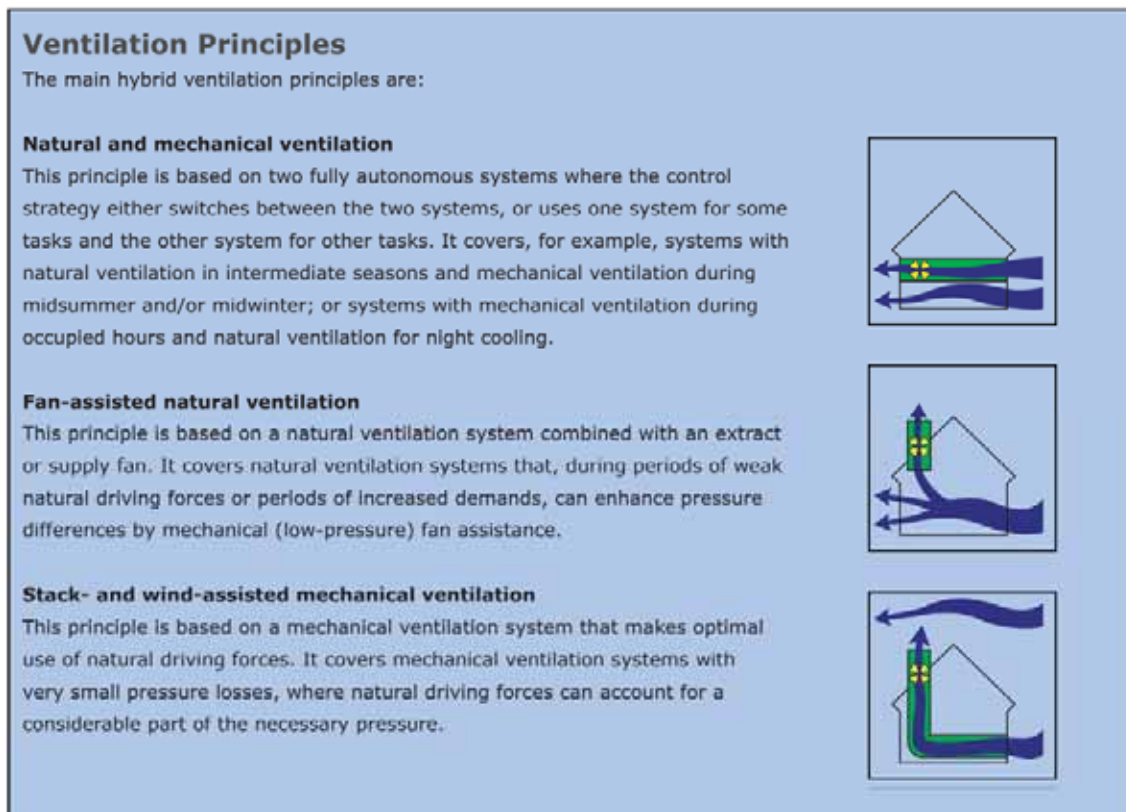 Ventilation Principles
The main hybrid ventilation principles are:
Natural and mechanical ventilation
This principle is based on two fully autonomous systems where the control
strategy either switches between the two systems, or uses one system for some
tasks and the other system for other tasks. It covers, for example, systems with
natural ventilation in intermediate seasons and mechanical ventilation during
midsummer and/or midwinter; or systems with mechanical ventilation during
occupied hours and natural ventilation for night cooling.
Fan-assisted natural ventilation
This principle is based on a natural ventilation system combined with an extract
or supply fan. It covers natural ventilation systems that, during periods of weak
natural driving forces or periods of increased demands, can enhance pressure
differences by mechanical (low-pressure) fan assistance.
Stack- and wind-assisted mechanical ventilation
This principle is based on a mechanical ventilation system that makes optimal
use of natural driving forces. It covers mechanical ventilation systems with
very small pressure losses, where natural driving forces can account for a
considerable part of the necessary pressure.